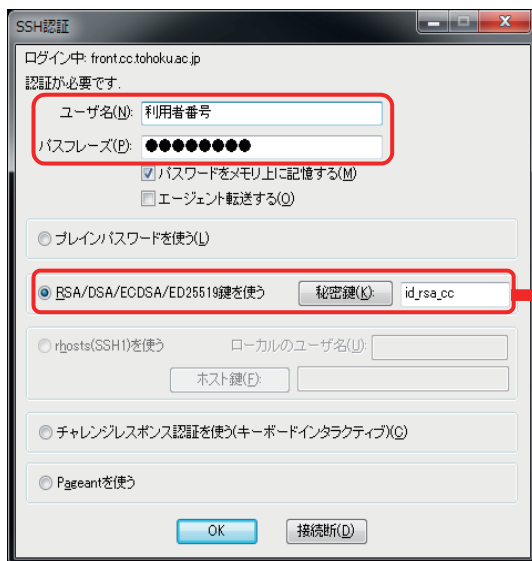 SSH認証
ログイン中: front.cc.tohoku.ac.jp
認証が必要です.
ユーザ名(N): 利用者番号
パスフレーズ(P): ●●●●●●●●
パスワードをメモリ上に記憶する(M)
エージェント転送する(O)
プレインパスワードを使う(L)
RSA/DSA/ECDSA/ED25519鍵を使う 秘密鍵(K): id_rsa_cc
rhosts(SSH1)を使う ローカルのユーザ名(U):
ホスト鍵(F):
チャレンジレスポンス認証を使う(キーボードインタラクティブ)(C)
Pageantを使う
OK 接続断(D)